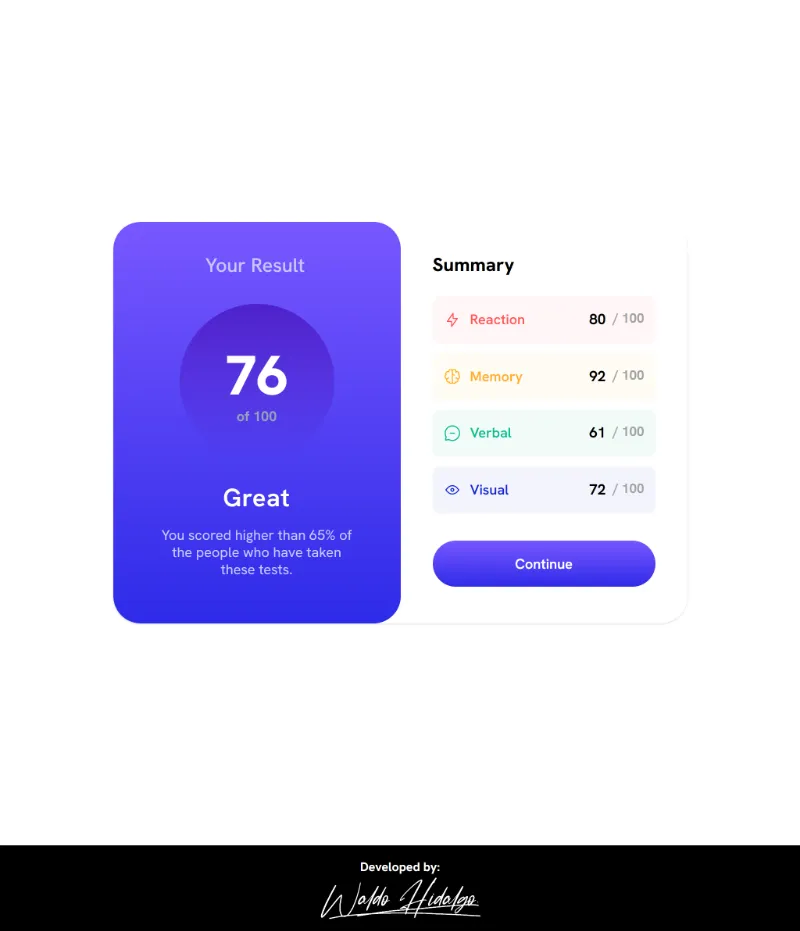 Your Result
76
of 100
Great
You scored higher than 65% of
the people who have taken
these tests.
Summary
Reaction 80 / 100
Memory 92 / 100
Verbal 61 / 100
Visual 72 / 100
Continue
Developed by:
Waldo Hidalgo